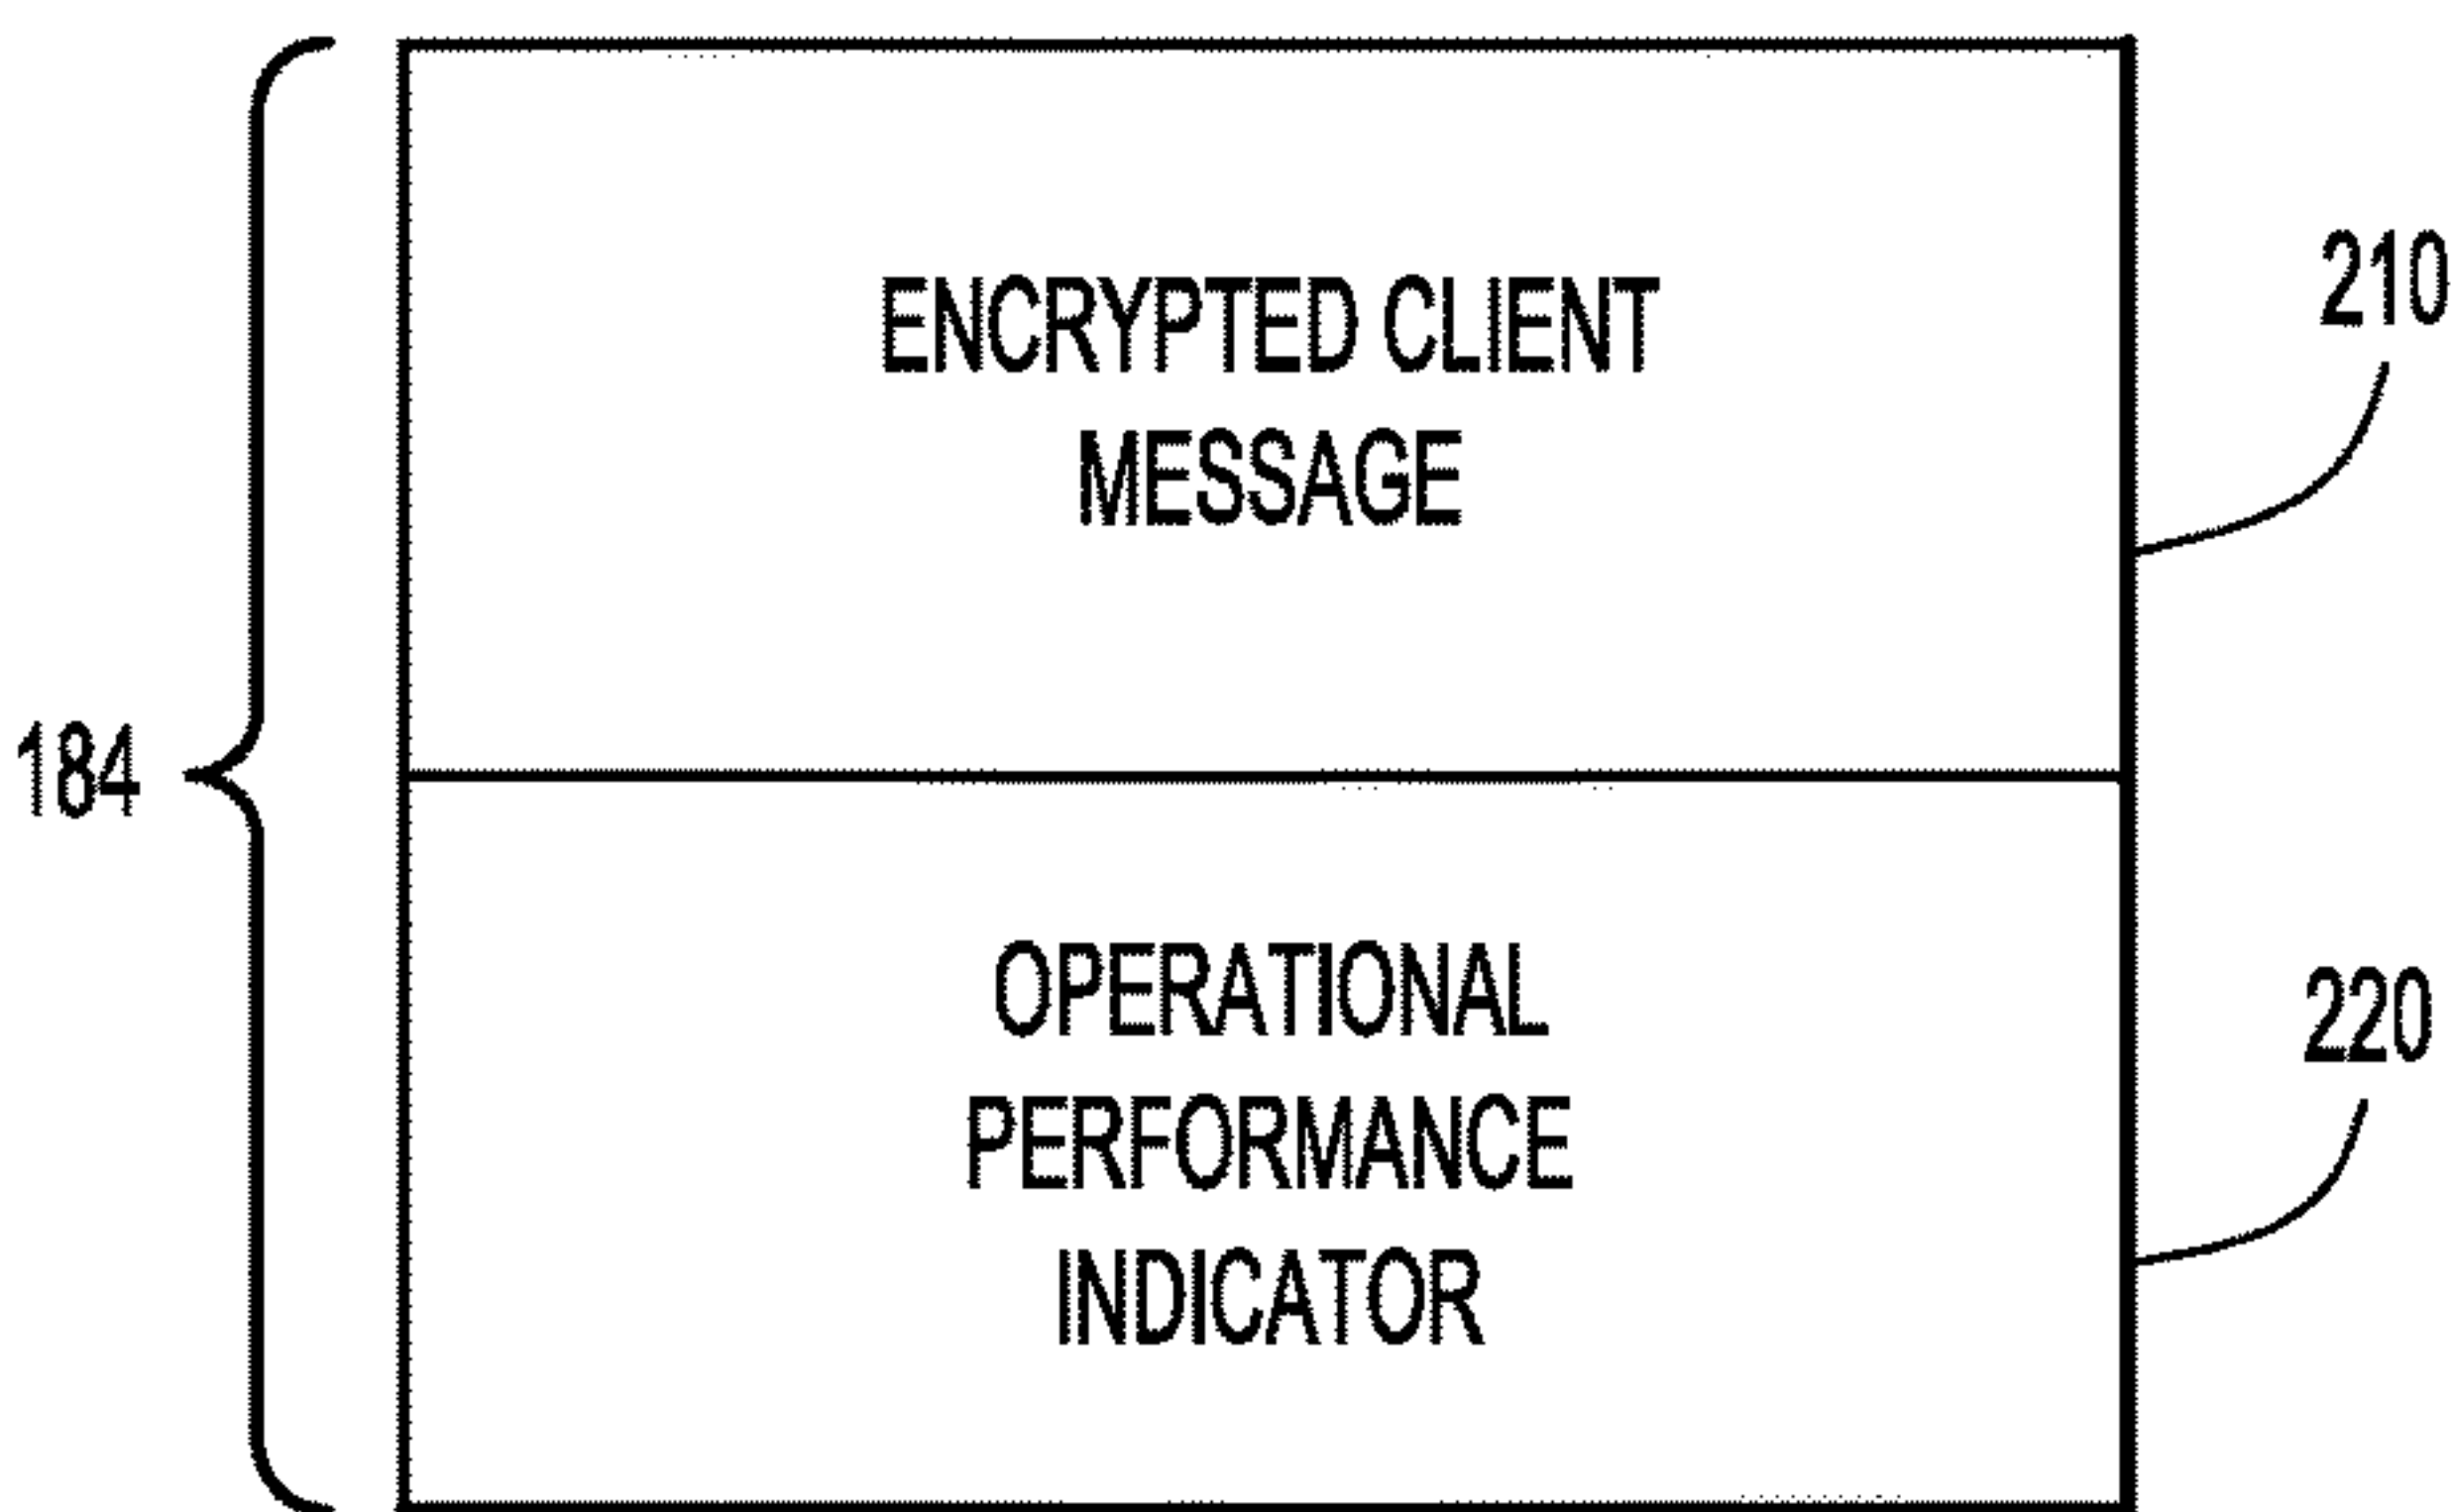 ENCRYPTED CLIENT
MESSAGE
210
184
OPERATIONAL
PERFORMANCE
INDICATOR
220